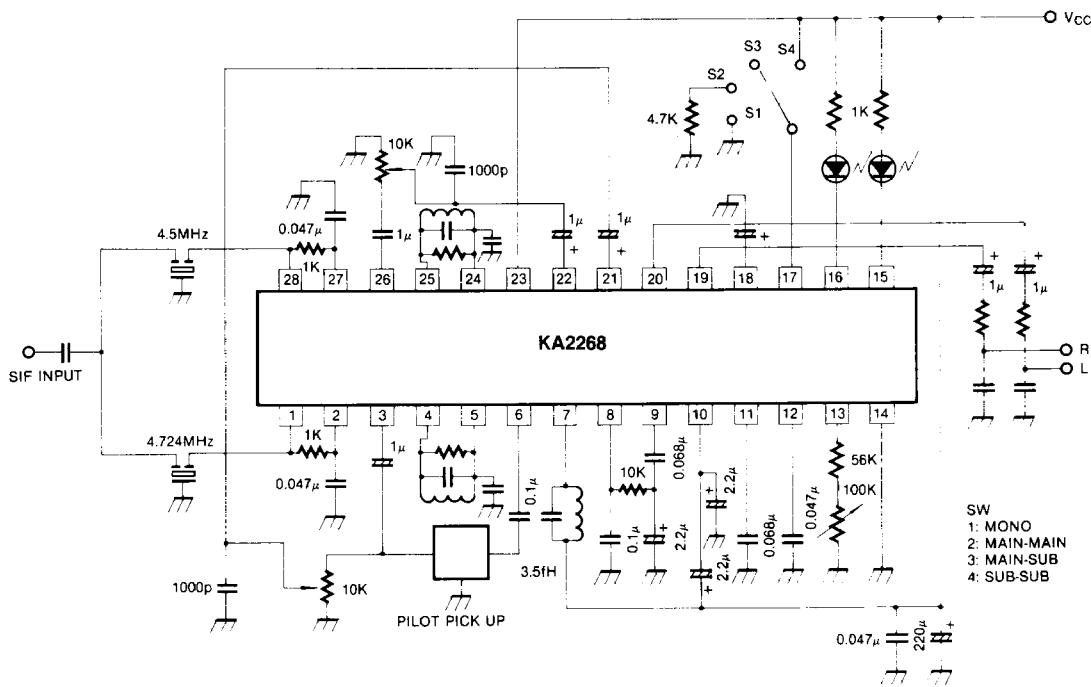 VCC
S4
S3
S2
S1
4.7K
1K
10K
1000p
1μ
0.047μ
1K
4.5MHz
1μ
1μ
1μ
1μ
28
27
26
25
24
23
22
21
20
19
18
17
16
15
KA2268
SIF INPUT
R
L
1
2
3
4
5
6
7
8
9
10
11
12
13
14
4.724MHz
1K
0.047μ
1μ
0.1μ
3.5fH
10K
0.1μ
0.068μ
2.2μ
2.2μ
2.2μ
0.068μ
0.047μ
56K
100K
1000p
10K
PILOT PICK UP
0.047μ
220μ
SW
1: MONO
2: MAIN-MAIN
3: MAIN-SUB
4: SUB-SUB